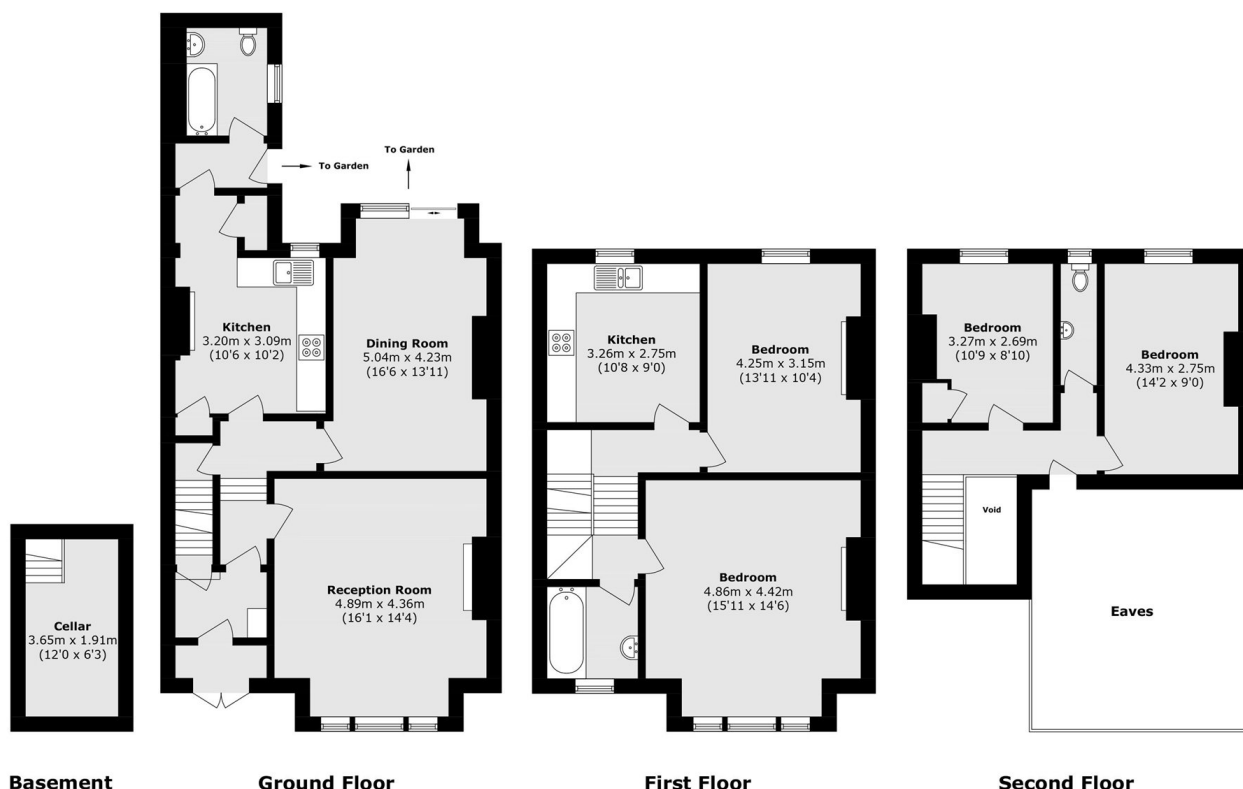 To Garden
To Garden
Kitchen
3.20m x 3.09m
(10'6 x 10'2)
Dining Room
5.04m x 4.23m
(16'6 x 13'11)
Reception Room
4.89m x 4.36m
(16'1 x 14'4)
Cellar
3.65m x 1.91m
(12'0 x 6'3)
Kitchen
3.26m x 2.75m
(10'8 x 9'0)
Bedroom
4.25m x 3.15m
(13'11 x 10'4)
Bedroom
4.86m x 4.42m
(15'11 x 14'6)
Bedroom
3.27m x 2.69m
(10'9 x 8'10)
Bedroom
4.33m x 2.75m
(14'2 x 9'0)
Void
Eaves
Basement
Ground Floor
First Floor
Second Floor